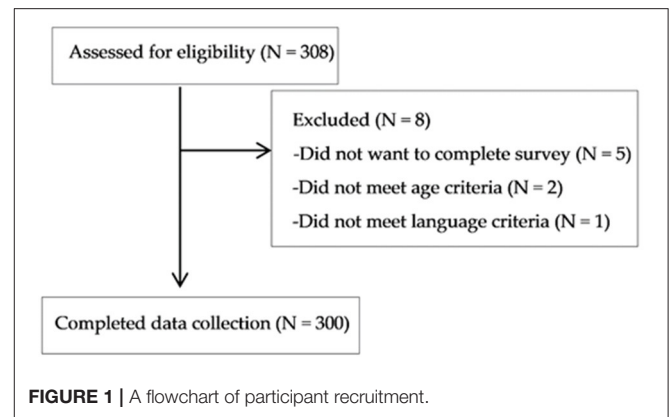 Assessed for eligibility (N = 308)
Excluded (N = 8)
-Did not want to complete survey (N = 5)
-Did not meet age criteria (N = 2)
-Did not meet language criteria (N = 1)
Completed data collection (N = 300)
FIGURE 1 | A flowchart of participant recruitment.